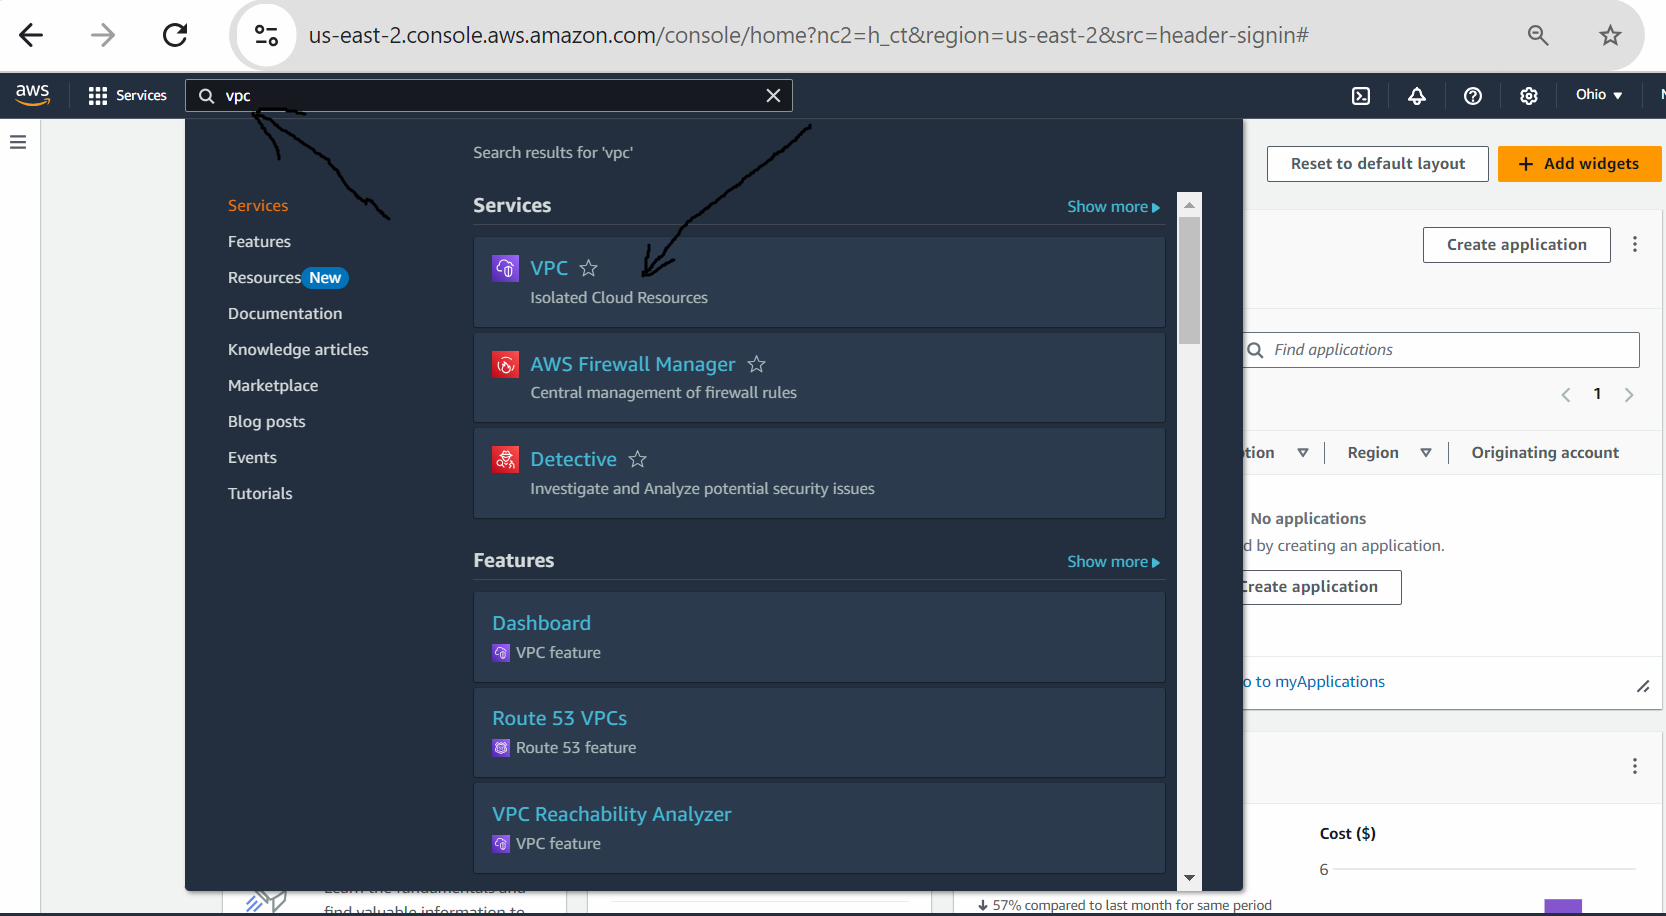 us-east-2.console.aws.amazon.com/console/home?nc2=h_ct&region=us-east-2&src=header-signin#
aws
Services
vpc
Ohio
Search results for 'vpc'
Services
Features
Resources New
Documentation
Knowledge articles
Marketplace
Blog posts
Events
Tutorials
Services
Show more
VPC
Isolated Cloud Resources
AWS Firewall Manager
Central management of firewall rules
Detective
Investigate and Analyze potential security issues
Features
Show more
Dashboard
VPC feature
Route 53 VPCs
Route 53 feature
VPC Reachability Analyzer
VPC feature
Reset to default layout
+ Add widgets
Create application
Find applications
1
Region
Originating account
No applications
d by creating an application.
Create application
o to myApplications
Cost ($)
6
Learn the fundamentals and
find valuable information to
57% compared to last month for same period